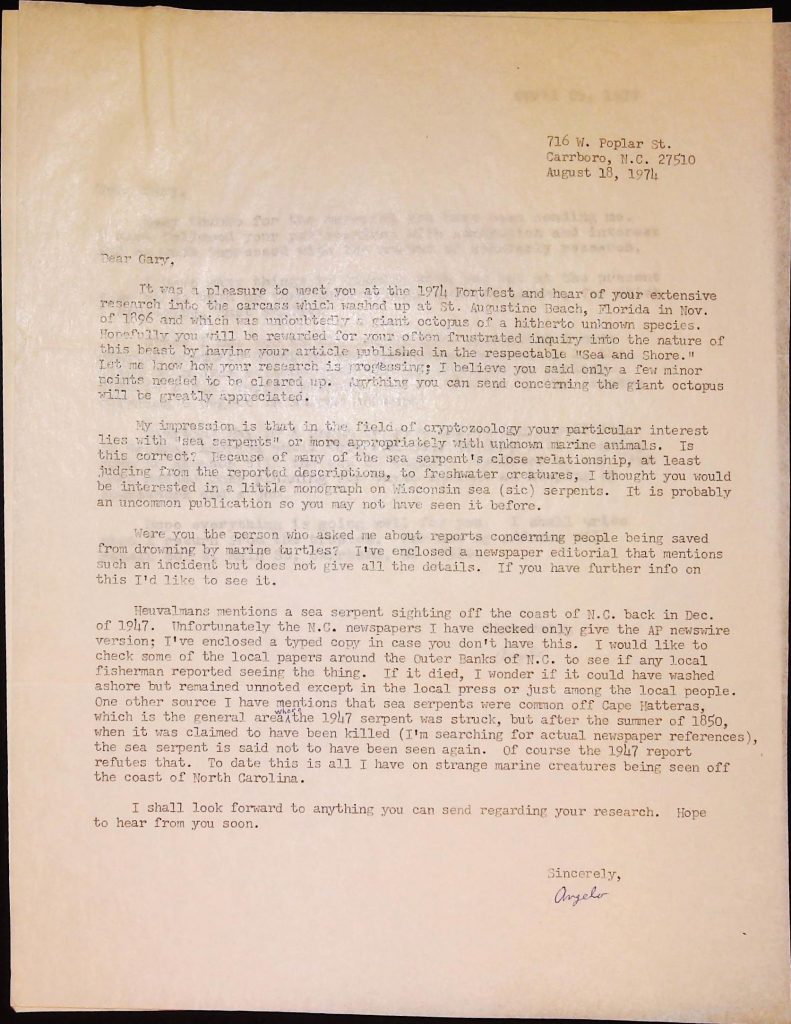 716 W. Poplar St.
Carrboro, N.C. 27510
August 18, 1974
Dear Gary,
It was a pleasure to meet you at the 1974 Fortfest and hear of your extensive
research into the carcass which washed up at St. Augustine Beach, Florida in Nov.
of 1896 and which was undoubtedly a giant octopus of a hitherto unknown species.
Hopefully you will be rewarded for your often frustrated inquiry into the nature of
this beast by having your article published in the respectable "Sea and Shore."
Let me know how your research is progessing; I believe you said only a few minor
points needed to be cleared up. Anything you can send concerning the giant octopus
will be greatly appreciated.
My impression is that in the field of cryptozoology your particular interest
lies with "sea serpents" or more appropriately with unknown marine animals. Is
this correct? Because of many of the sea serpent's close relationship, at least
judging from the reported descriptions, to freshwater creatures, I thought you would
be interested in a little monograph on Wisconsin sea (sic) serpents. It is probably
an uncommon publication so you may not have seen it before.
Were you the person who asked me about reports concerning people being saved
from drowning by marine turtles? I've enclosed a newspaper editorial that mentions
such an incident but does not give all the details. If you have further info on
this I'd like to see it.
Heuvalmans mentions a sea serpent sighting off the coast of N.C. back in Dec.
of 1947. Unfortunately the N.C. newspapers I have checked only give the AP newswire
version; I've enclosed a typed copy in case you don't have this. I would like to
check some of the local papers around the Outer Banks of N.C. to see if any local
fisherman reported seeing the thing. If it died, I wonder if it could have washed
ashore but remained unnoted except in the local press or just among the local people.
One other source I have mentions that sea serpents were common off Cape Hatteras,
which is the general area where the 1947 serpent was struck, but after the summer of 1850,
when it was claimed to have been killed (I'm searching for actual newspaper references),
the sea serpent is said not to have been seen again. Of course the 1947 report
refutes that. To date this is all I have on strange marine creatures being seen off
the coast of North Carolina.
I shall look forward to anything you can send regarding your research. Hope
to hear from you soon.
Sincerely,
Angelo